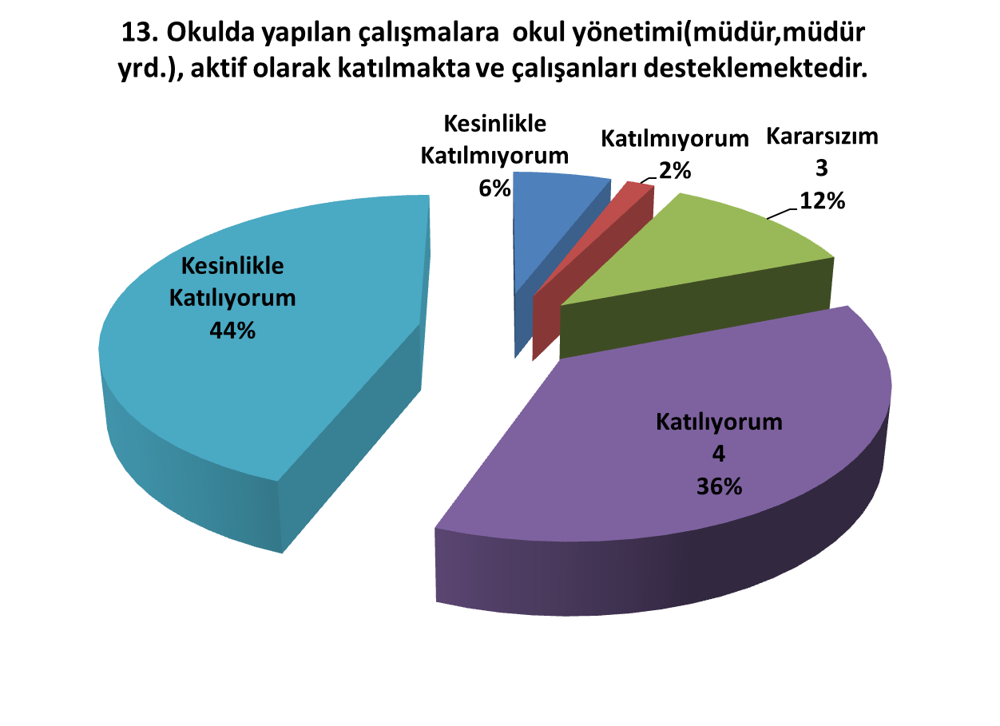 13. Okulda yapılan çalışmalara  okul yönetimi(müdür,müdür
yrd.), aktif olarak katılmakta ve çalışanları desteklemektedir.
Kesinlikle
Katılmıyorum
6%
Katılmıyorum
2%
Kararsızım
3
12%
Kesinlikle
Katılıyorum
44%
Katılıyorum
4
36%